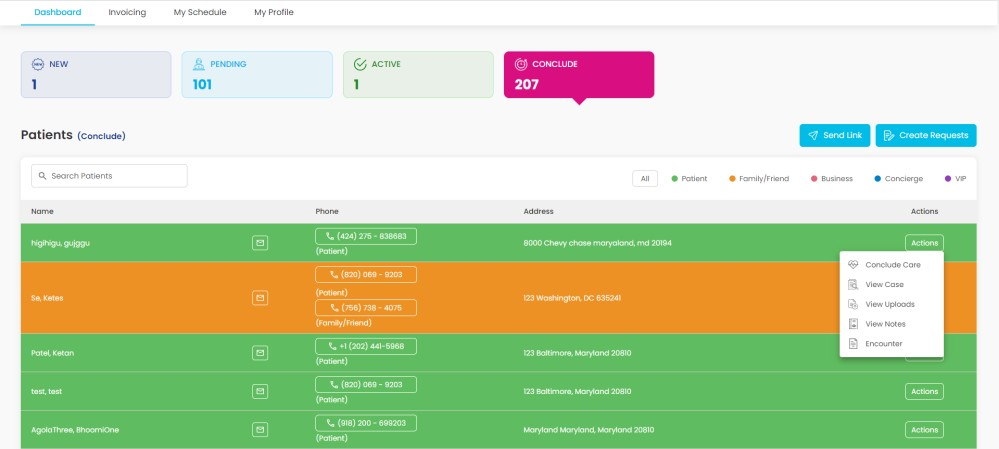 Dashboard Invoicing My Schedule My Profile
NEW PENDING ACTIVE CONCLUDE
1 101 1 207
Patients (Conclude) Send Link Create Requests
Search Patients All Patient Family/Friend Business Concierge VIP
Name Phone Address Actions
higihigu, gujggu (424) 275 - 838683 8000 Chevy chase maryaland, md 20194 Actions
(Patient)
Conclude Care
View Case
View Uploads
View Notes
Encounter
(820) 069 - 9203
(Patient)
Se, Ketes 123 Washington, DC 635241
(756) 738 - 4075
(Family/Friend)
Patel, Ketan +1 (202) 441-5968 123 Baltimore, Maryland 20810
(Patient)
test, test (820) 069 - 9203 123 Baltimore, Maryland 20810 Actions
(Patient)
AgolaThree, BhoomiOne (918) 200 - 699203 Maryland Maryland, Maryland 20810 Actions
(Patient)